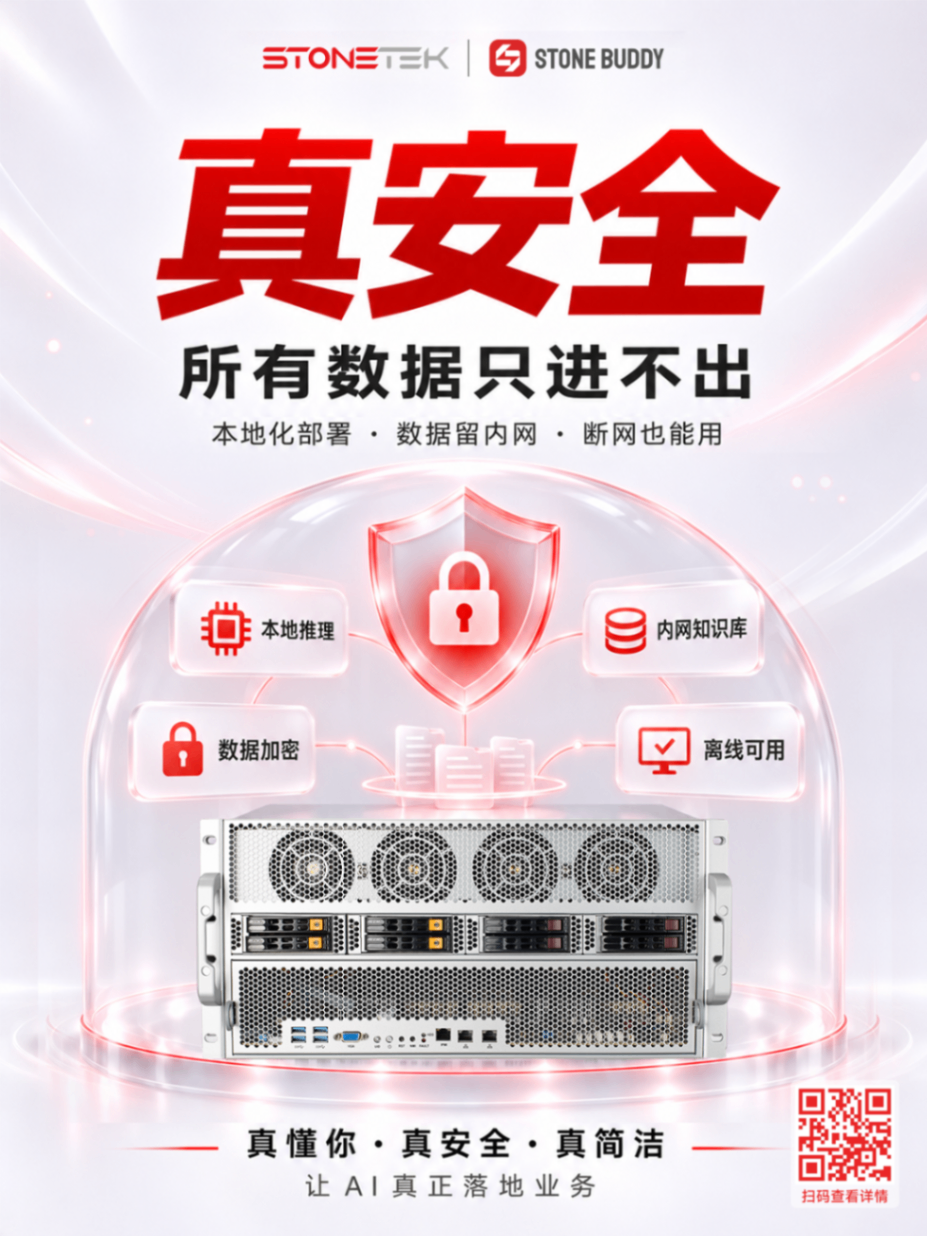 STONETEK | STONE BUDDY
真安全
所有数据只进不出
本地化部署 · 数据留内网 · 断网也能用
本地推理
内网知识库
数据加密
离线可用
真懂你 · 真安全 · 真简洁
让 AI 真正落地业务
扫码查看详情